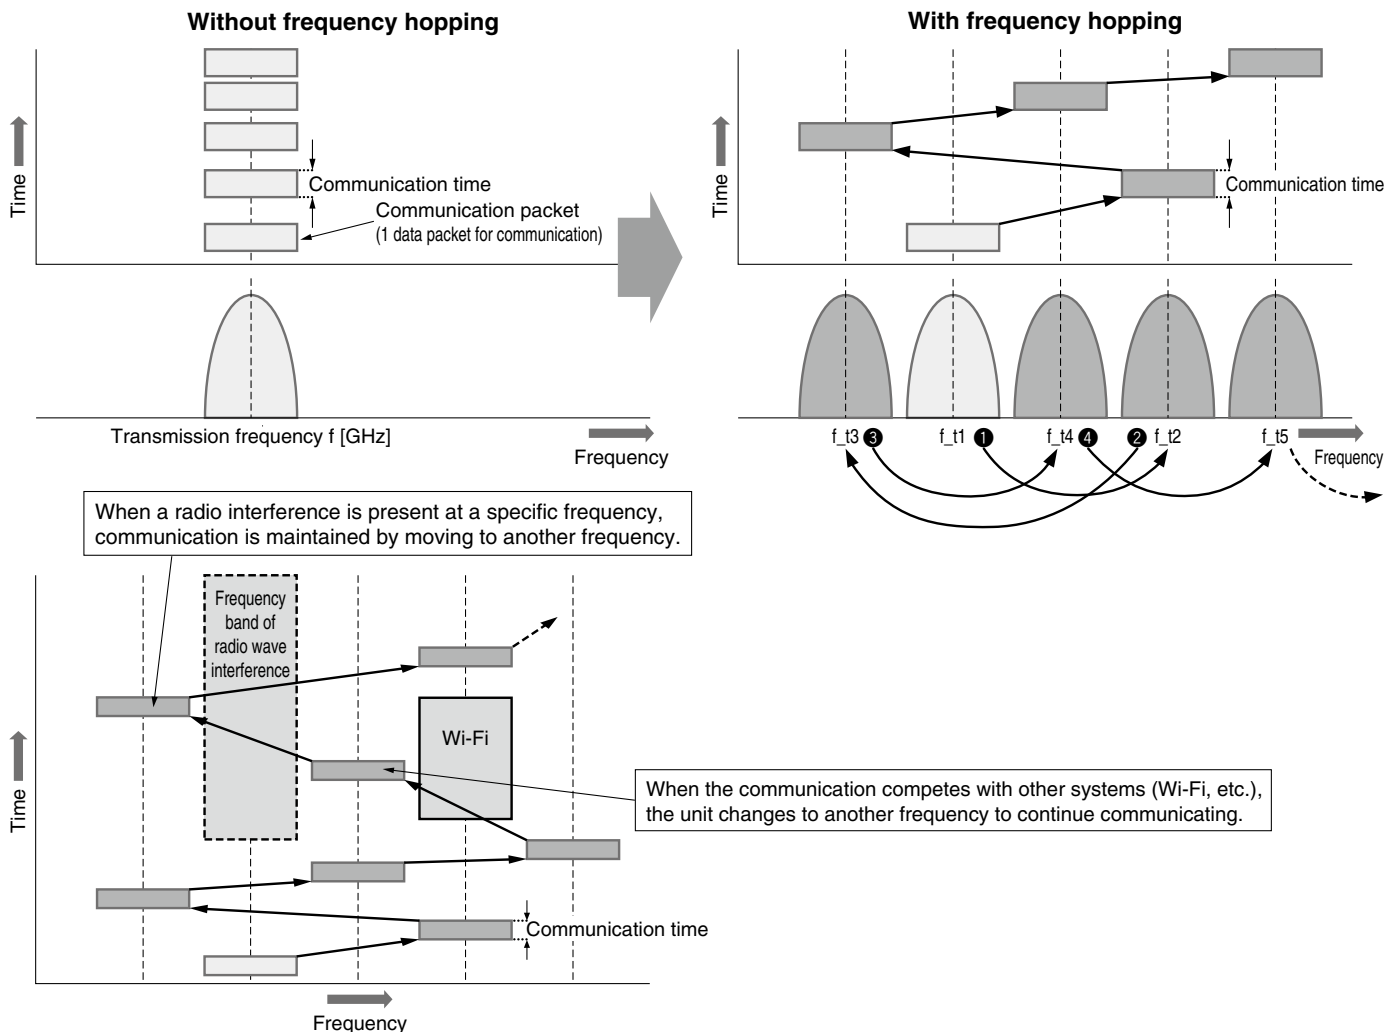 Without frequency hopping
Time
Communication time
Communication packet
(1 data packet for communication)
Transmission frequency f [GHz]
Frequency
With frequency hopping
Time
Communication time
f_t3 ❸
f_t1 ❶
f_t4 ❹
❷ f_t2
f_t5
Frequency
When a radio interference is present at a specific frequency,
communication is maintained by moving to another frequency.
Frequency
band of
radio wave
interference
Wi-Fi
When the communication competes with other systems (Wi-Fi, etc.),
the unit changes to another frequency to continue communicating.
Time
Communication time
Frequency